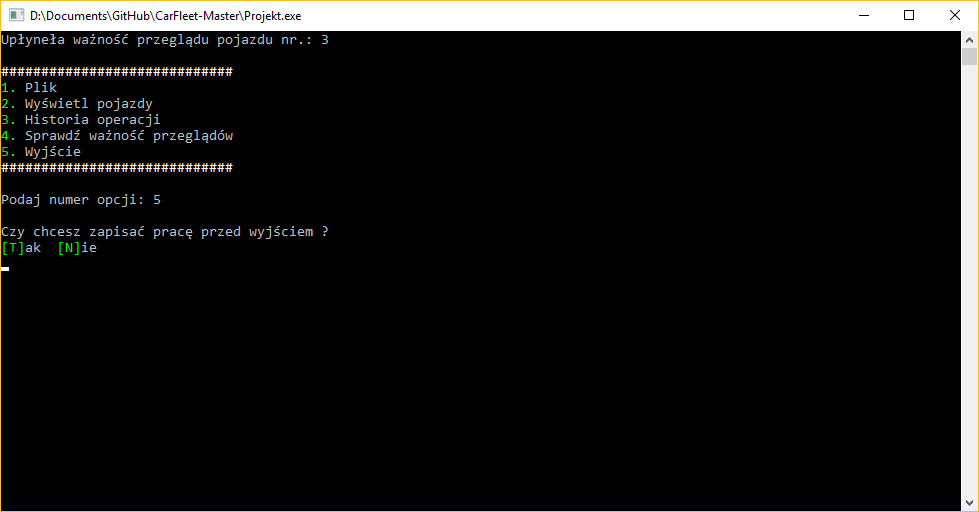 D:\Documents\GitHub\CarFleet-Master\Projekt.exe
Upłyneła ważność przeglądu pojazdu nr.: 3
#############################
1. Plik
2. Wyświetl pojazdy
3. Historia operacji
4. Sprawdź ważność przeglądów
5. Wyjście
#############################
Podaj numer opcji: 5
Czy chcesz zapisać pracę przed wyjściem ?
[T]ak  [N]ie